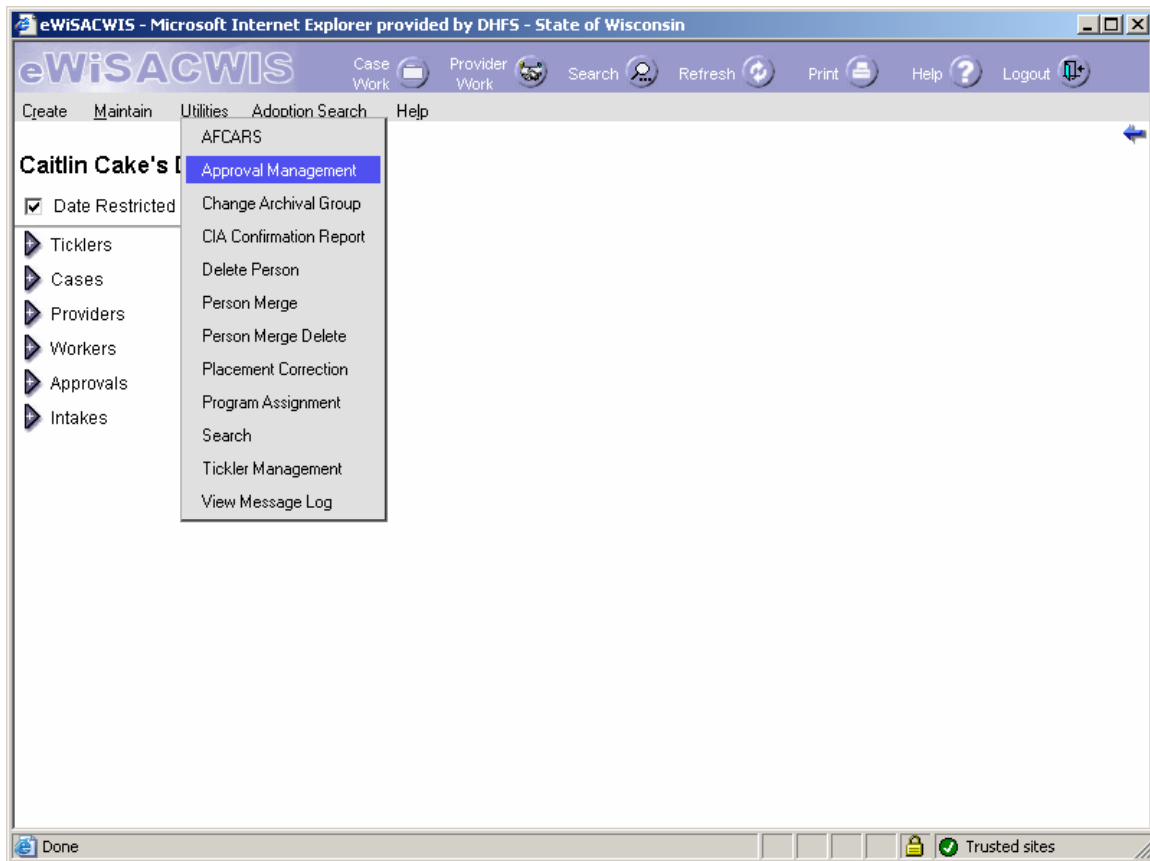 eWiSACWIS - Microsoft Internet Explorer provided by DHFS - State of Wisconsin
eWiSACWIS Case Work Provider Work Search Refresh Print Help Logout
Create Maintain Utilities Adoption Search Help
AFCARS
Caitlin Cake's D
Approval Management
Date Restricted
Change Archival Group
Ticklers
CIA Confirmation Report
Cases
Delete Person
Providers
Person Merge
Workers
Person Merge Delete
Approvals
Placement Correction
Intakes
Program Assignment
Search
Tickler Management
View Message Log
Done Trusted sites